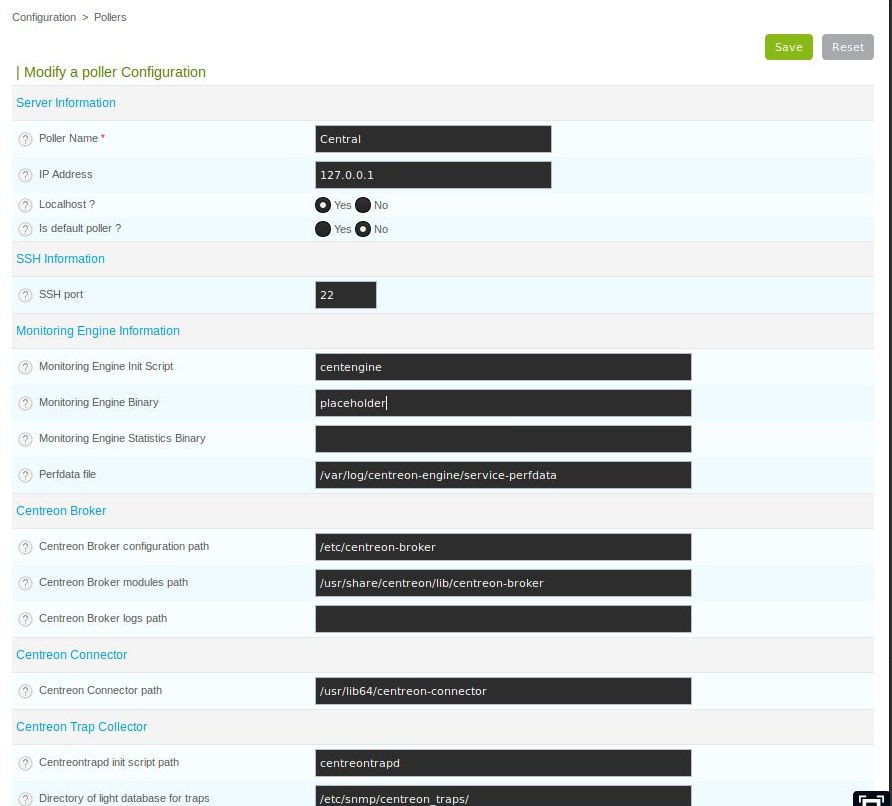 Configuration > Pollers
Save Reset
| Modify a poller Configuration
Server Information
? Poller Name * Central
? IP Address 127.0.0.1
? Localhost ? Yes No
? Is default poller ? Yes No
SSH Information
? SSH port 22
Monitoring Engine Information
? Monitoring Engine Init Script centengine
? Monitoring Engine Binary placeholder
? Monitoring Engine Statistics Binary
? Perfdata file /var/log/centreon-engine/service-perfdata
Centreon Broker
? Centreon Broker configuration path /etc/centreon-broker
? Centreon Broker modules path /usr/share/centreon/lib/centreon-broker
? Centreon Broker logs path
Centreon Connector
? Centreon Connector path /usr/lib64/centreon-connector
Centreon Trap Collector
? Centreontrapd init script path centreontrapd
? Directory of light database for traps /etc/snmp/centreon_traps/